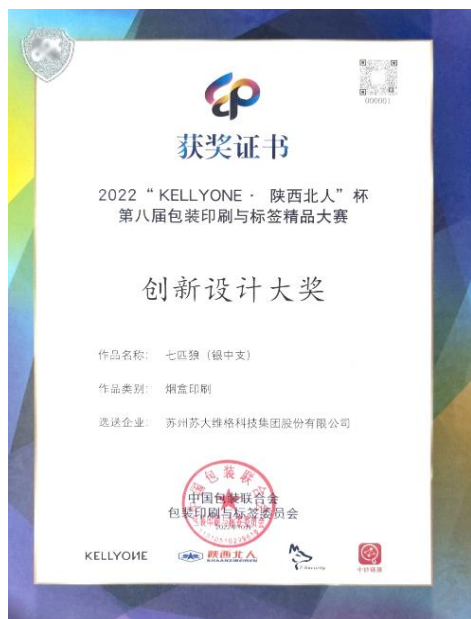 000001
获奖证书
2022“KELLYONE · 陕西北人”杯
第八届包装印刷与标签精品大赛
创新设计大奖
作品名称： 七匹狼（银中支）
作品类别： 烟盒印刷
选送企业： 苏州苏大维格科技集团股份有限公司
中国包装联合会
包装印刷与标签委员会
KELLYONE
陕西北人